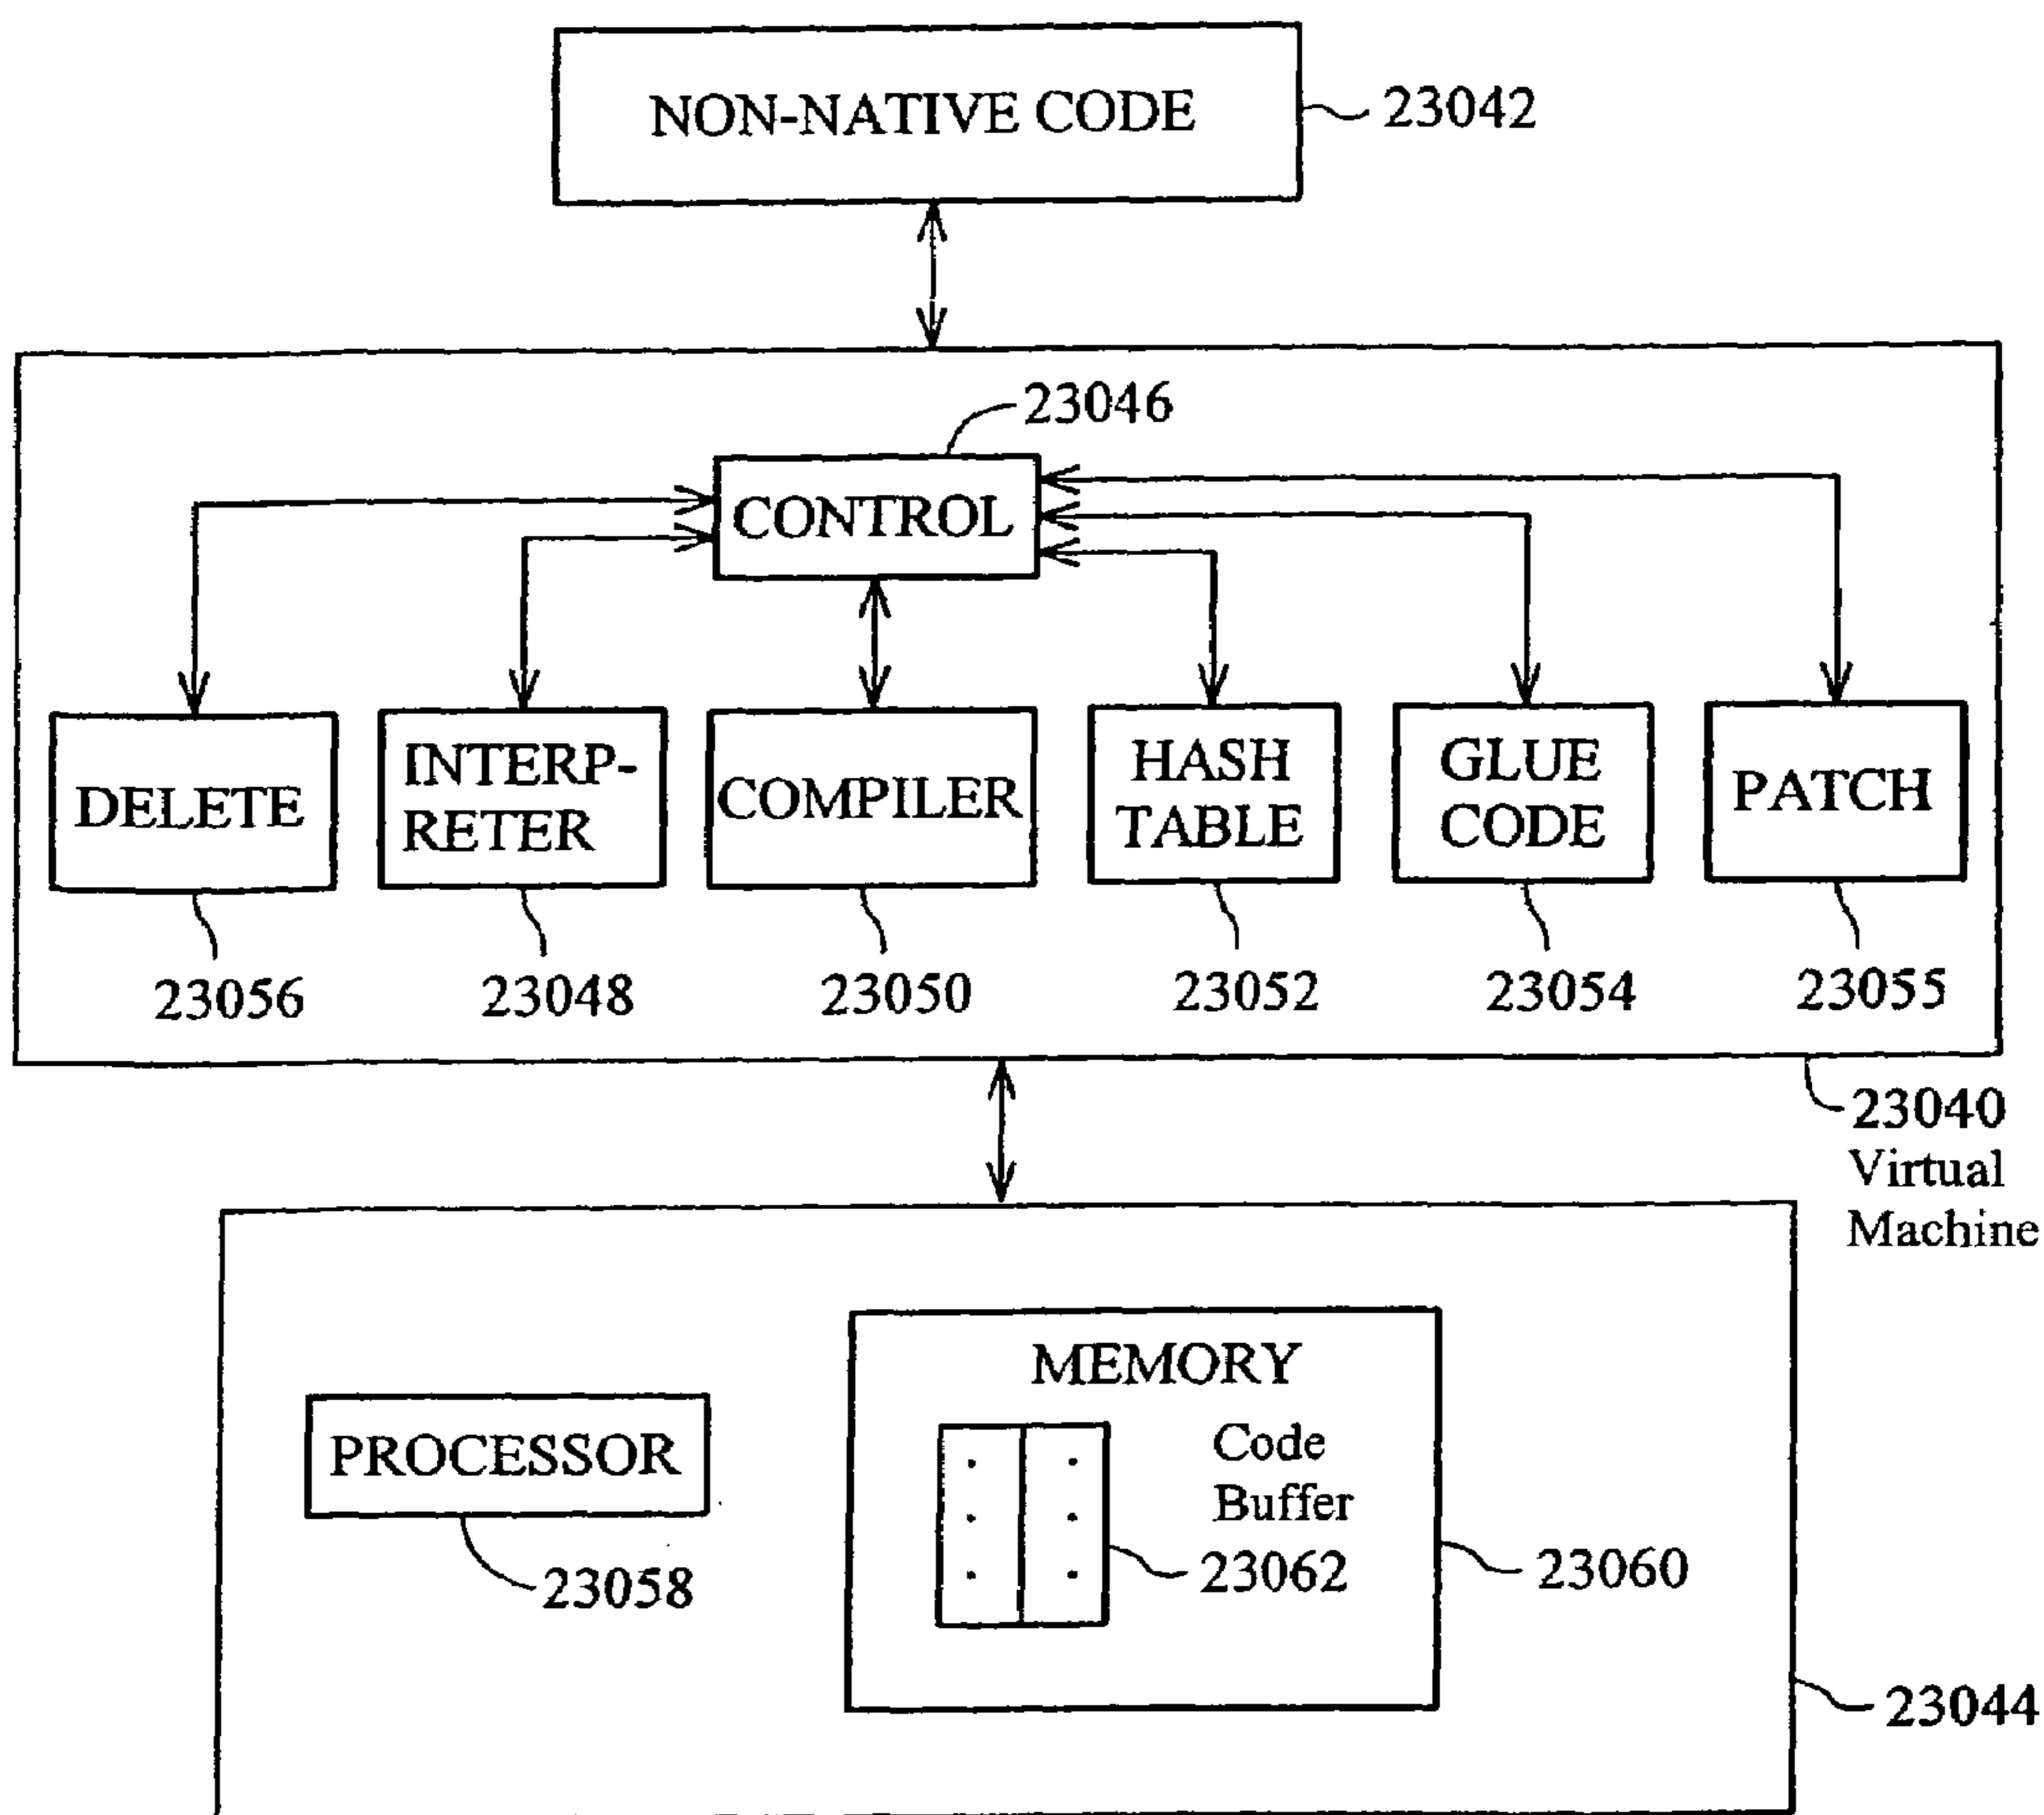 NON-NATIVE CODE
23042
23046
CONTROL
DELETE
INTERP-
RETER
COMPILER
HASH
TABLE
GLUE
CODE
PATCH
23056
23048
23050
23052
23054
23055
23040
Virtual
Machine
MEMORY
PROCESSOR
Code
Buffer
23062
23060
23058
23044